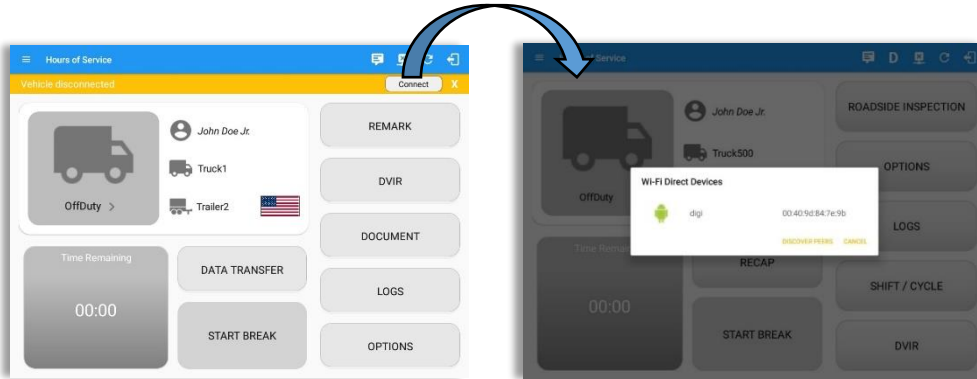 Hours of Service
Vehicle disconnected
Connect
X
John Doe Jr.
Truck1
Trailer2
OffDuty >
Time Remaining
00:00
DATA TRANSFER
START BREAK
REMARK
DVIR
DOCUMENT
LOGS
OPTIONS
of Service
D
John Doe Jr.
Truck500
OffDuty
Wi-Fi Direct Devices
digi
00:40:9d:84:7e:9b
DISCOVER PEERS
CANCEL
Time Remain
00:00
RECAP
START BREAK
ROADSIDE INSPECTION
OPTIONS
LOGS
SHIFT / CYCLE
DVIR